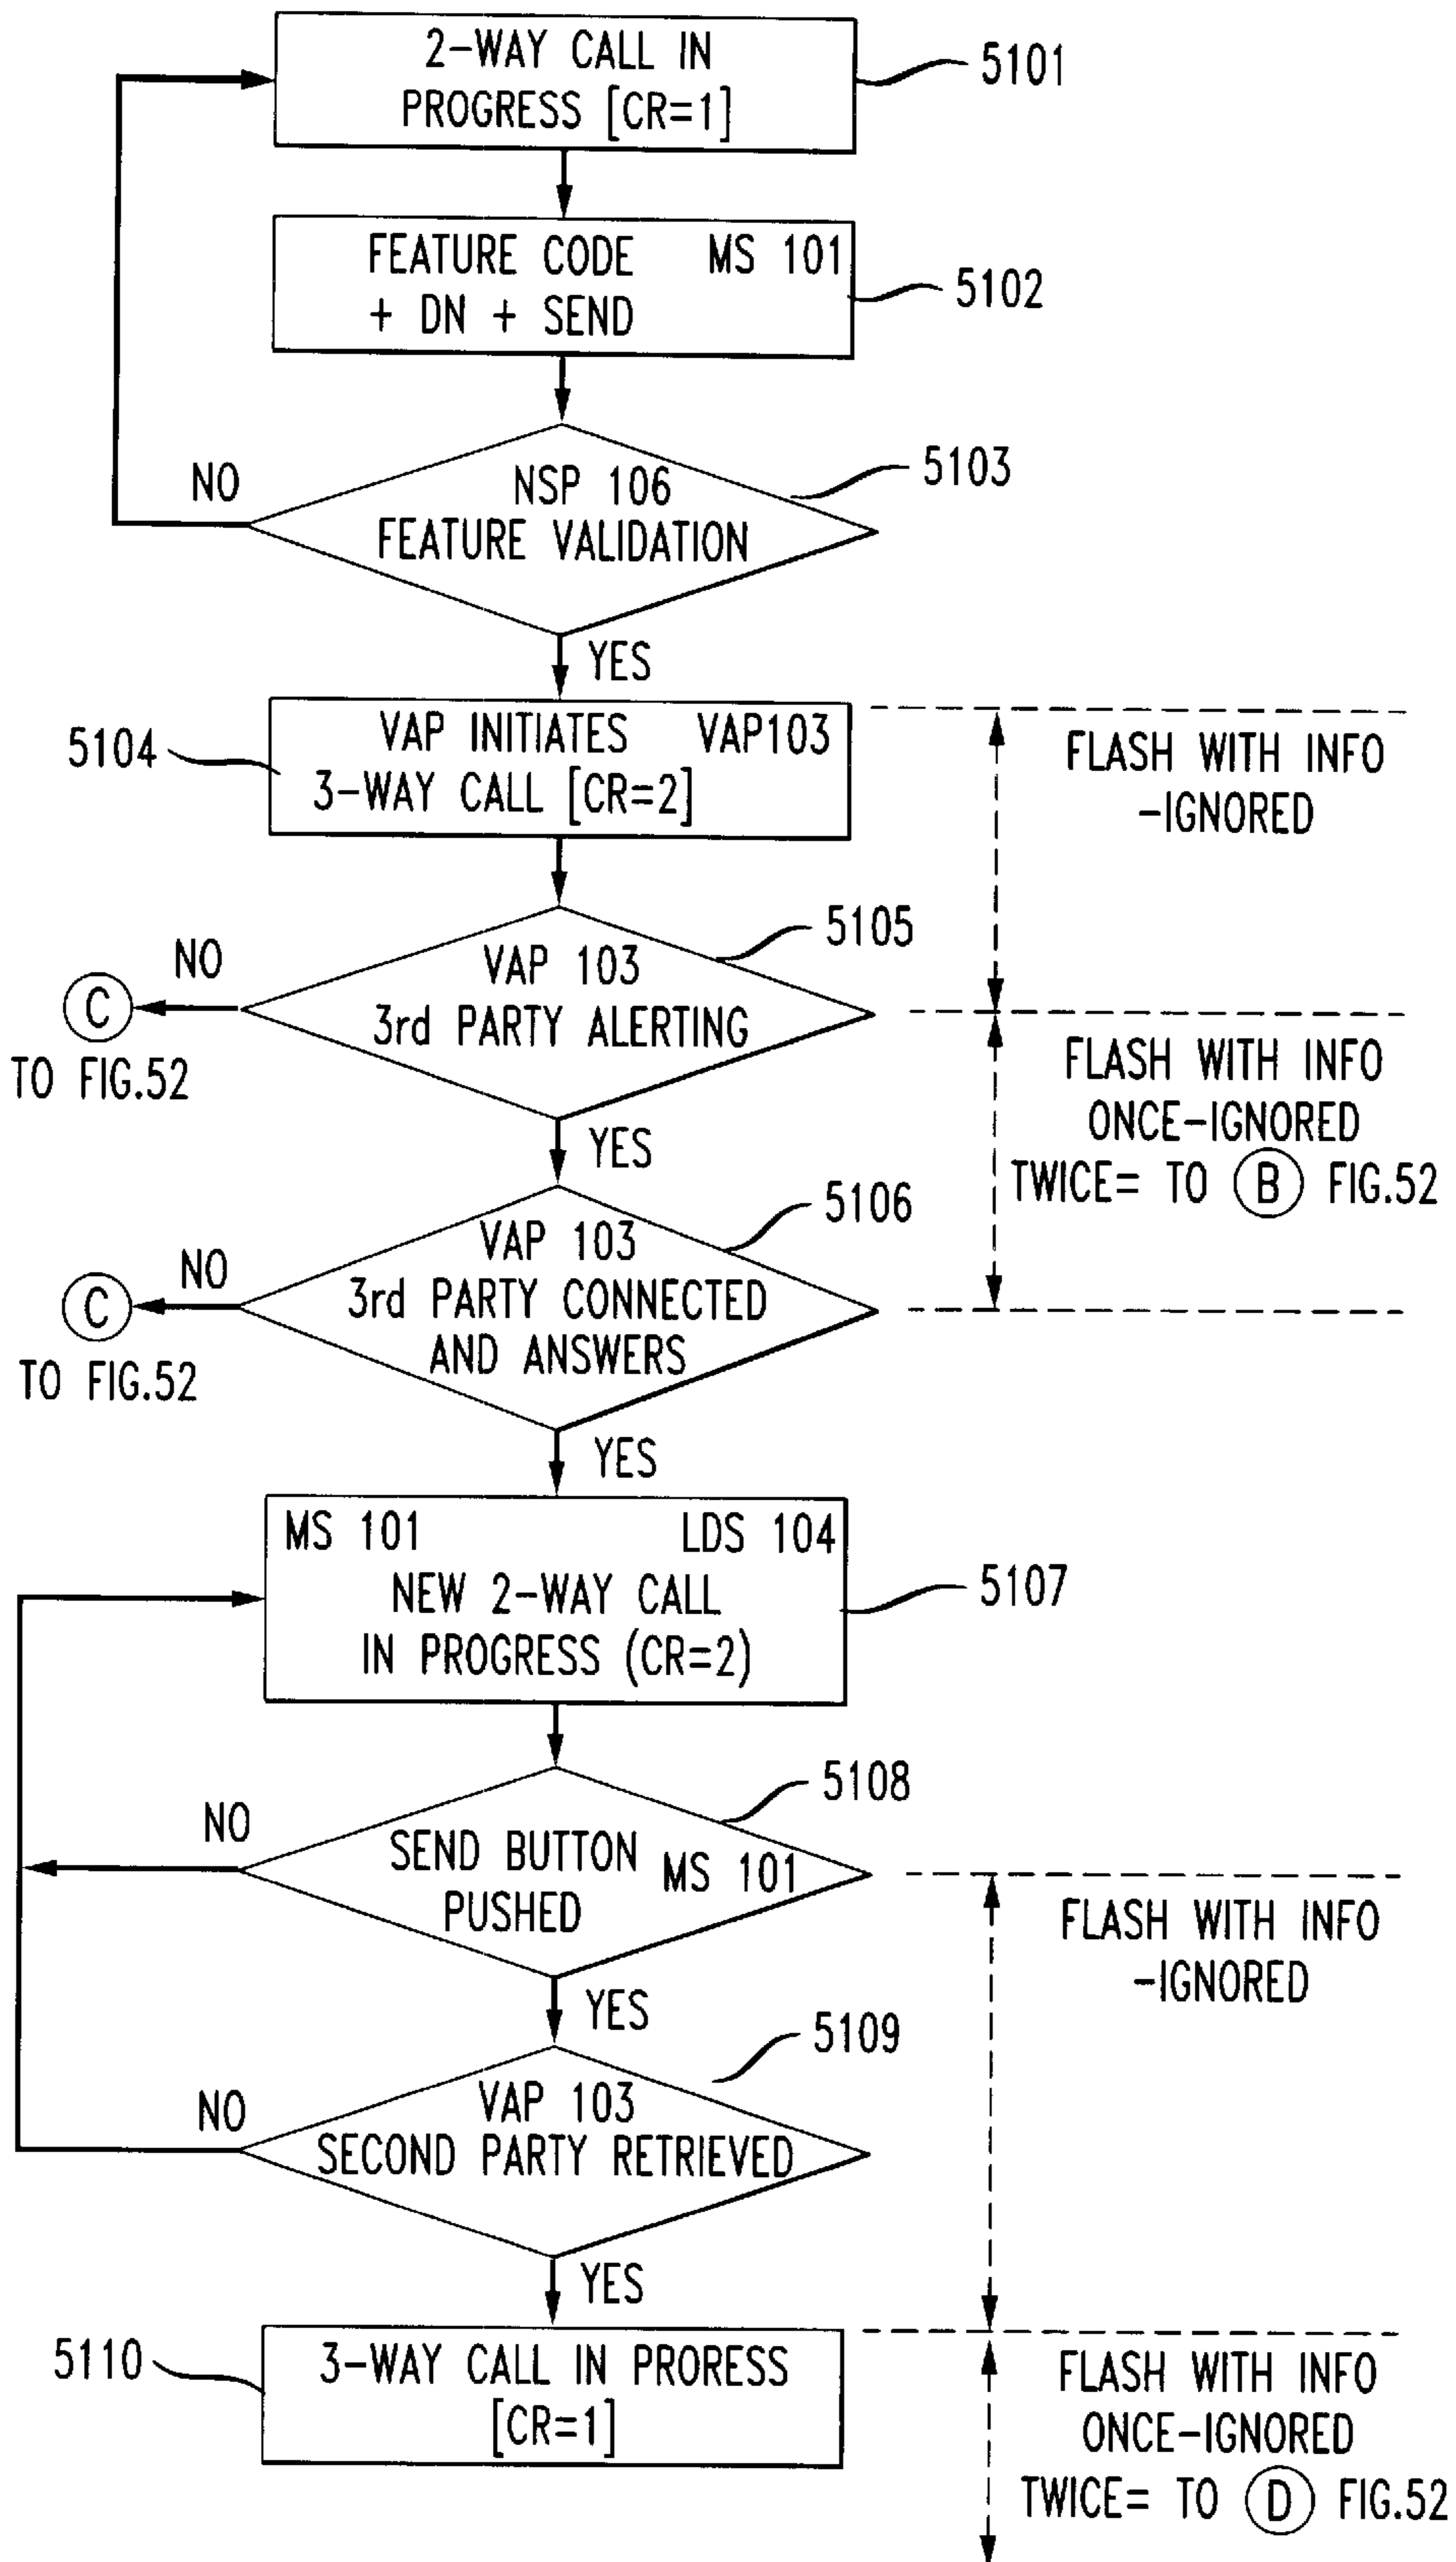 2-WAY CALL IN
PROGRESS [CR=1]
5101
FEATURE CODE MS 101
+ DN + SEND
5102
NO
NSP 106
FEATURE VALIDATION
5103
YES
5104
VAP INITIATES VAP103
3-WAY CALL [CR=2]
FLASH WITH INFO
-IGNORED
NO
VAP 103
3rd PARTY ALERTING
5105
C
TO FIG.52
YES
FLASH WITH INFO
ONCE-IGNORED
TWICE= TO B FIG.52
NO
VAP 103
3rd PARTY CONNECTED
AND ANSWERS
5106
C
TO FIG.52
YES
MS 101 LDS 104
NEW 2-WAY CALL
IN PROGRESS (CR=2)
5107
NO
SEND BUTTON
PUSHED
MS 101
5108
YES
FLASH WITH INFO
-IGNORED
NO
VAP 103
SECOND PARTY RETRIEVED
5109
YES
5110
3-WAY CALL IN PRORESS
[CR=1]
FLASH WITH INFO
ONCE-IGNORED
TWICE= TO D FIG.52